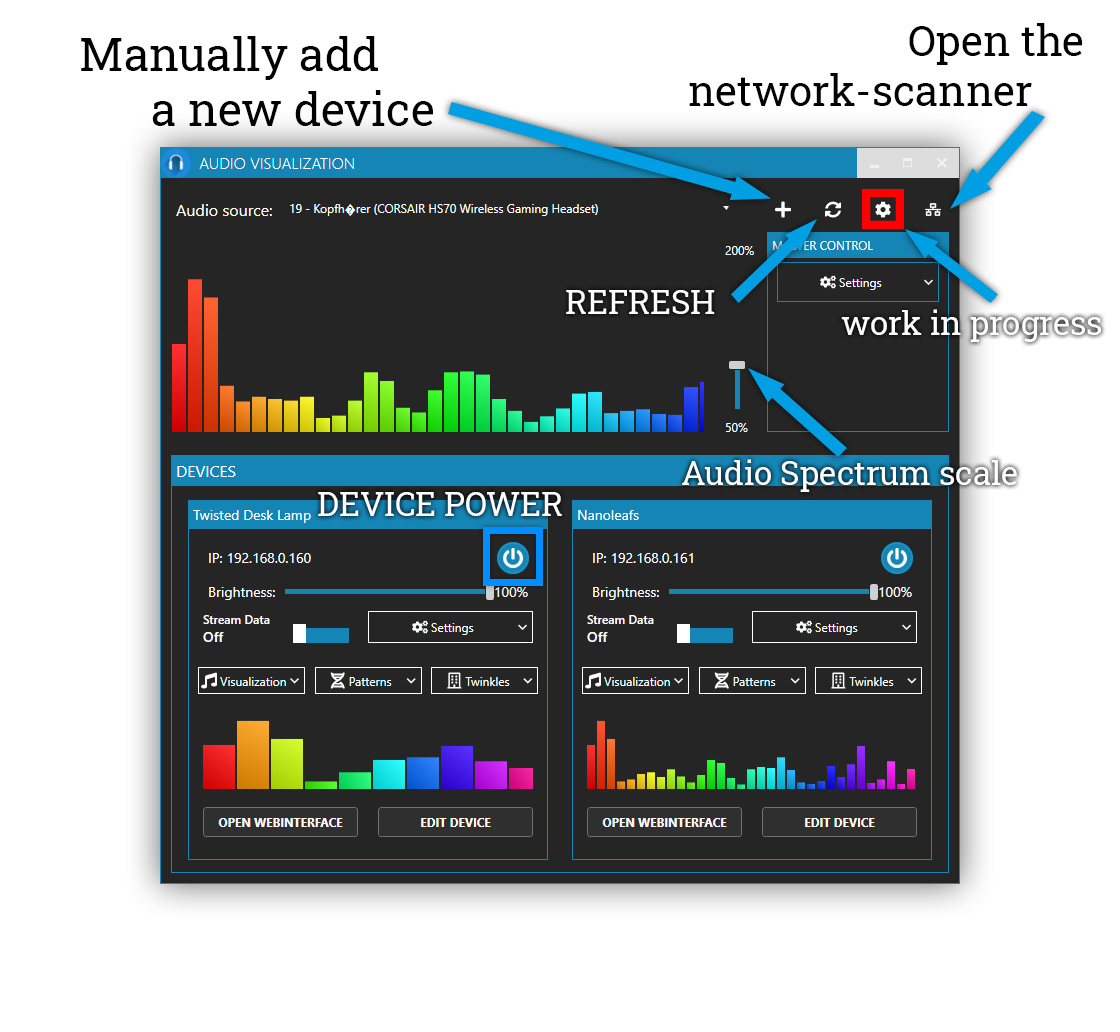 Manually add
a new device
Open the
network-scanner
AUDIO VISUALIZATION
Audio source:
19 - Kopfh�rer (CORSAIR HS70 Wireless Gaming Headset)
200%
MASTER CONTROL
Settings
REFRESH
work in progress
50%
Audio Spectrum scale
DEVICES
DEVICE POWER
Twisted Desk Lamp
IP: 192.168.0.160
Brightness:
100%
Stream Data
Off
Settings
Visualization
Patterns
Twinkles
OPEN WEBINTERFACE
EDIT DEVICE
Nanoleafs
IP: 192.168.0.161
Brightness:
100%
Stream Data
Off
Settings
Visualization
Patterns
Twinkles
OPEN WEBINTERFACE
EDIT DEVICE